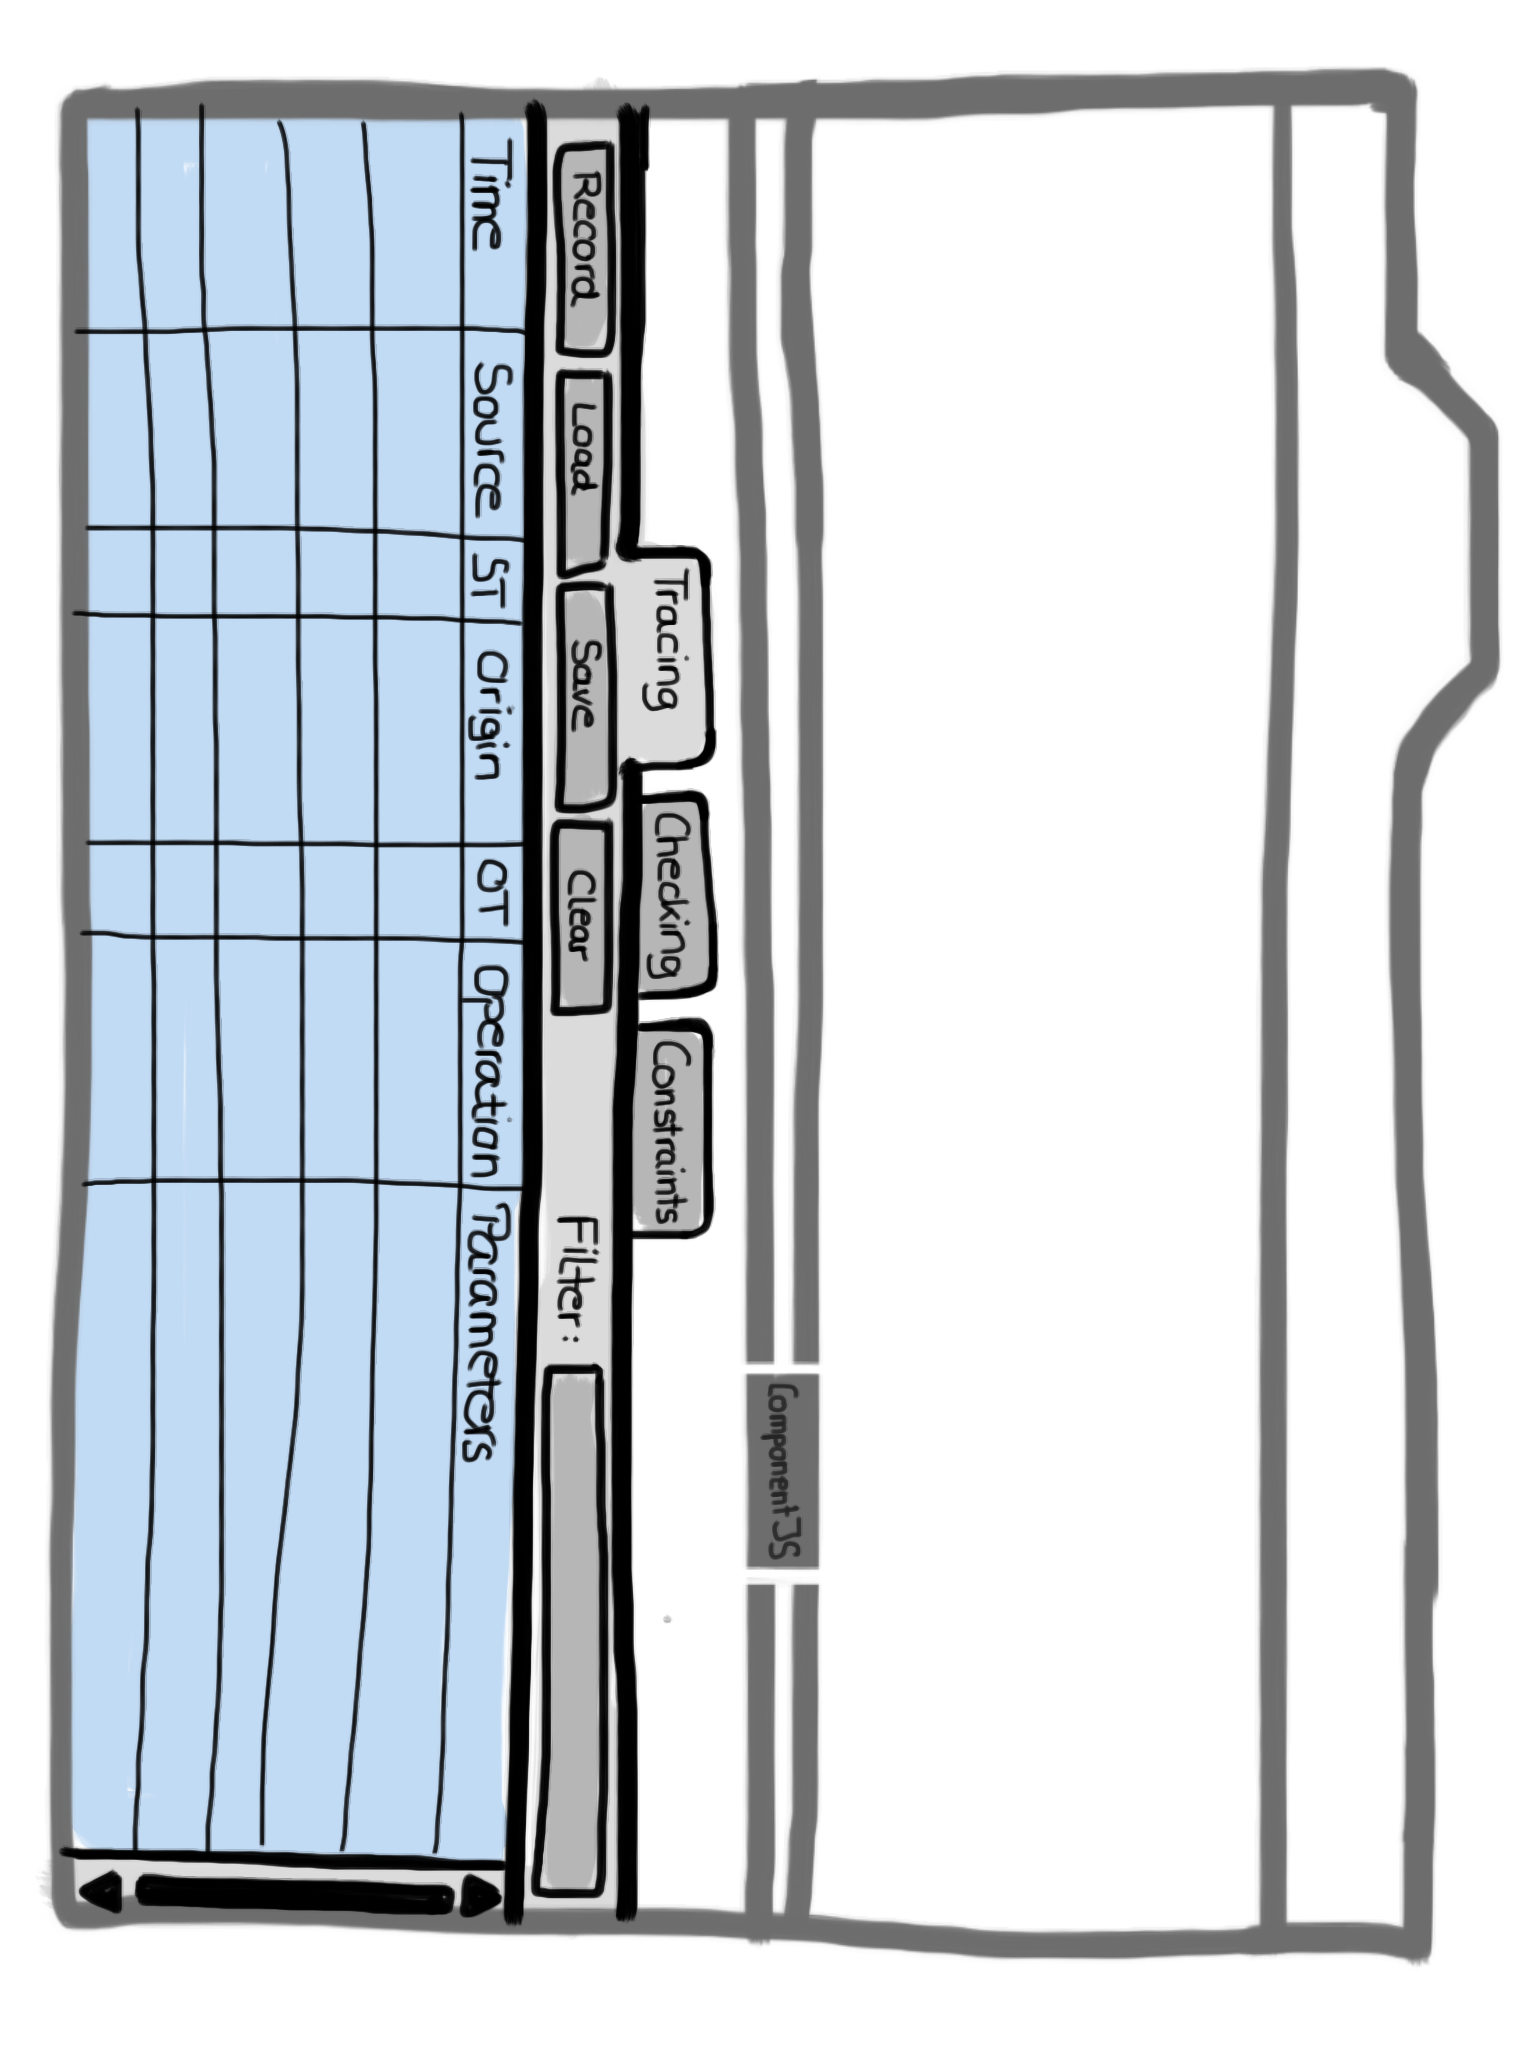 ComponentJS
Tracing Checking Constraints
Record Load Save Clear Filter:
Time Source ST Origin OT Operation Parameters